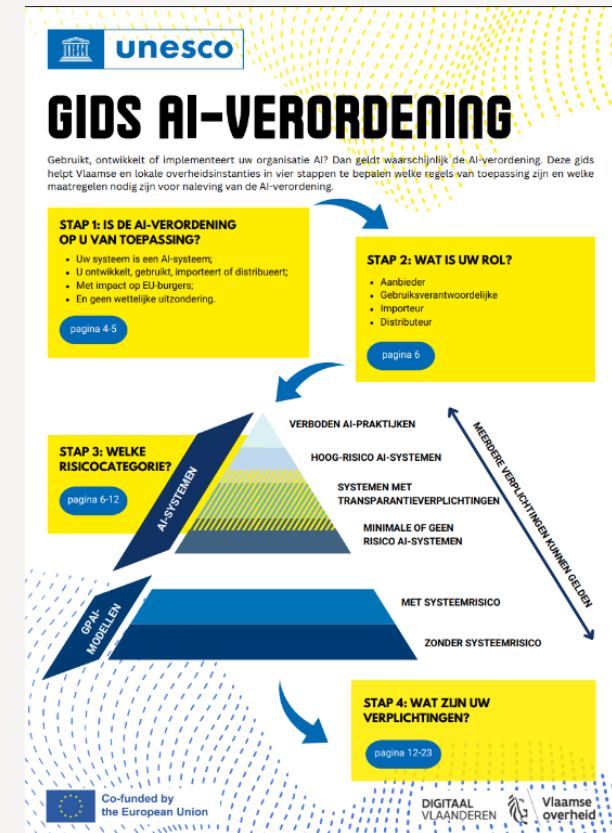 unesco
GIDS AI-VERORDENING
Gebruikt, ontwikkelt of implementeert uw organisatie AI? Dan geldt waarschijnlijk de AI-verordening. Deze gids
helpt Vlaamse en lokale overheidsinstanties in vier stappen te bepalen welke regels van toepassing zijn en welke
maatregelen nodig zijn voor naleving van de AI-verordening.
STAP 1: IS DE AI-VERORDENING
OP U VAN TOEPASSING?
• Uw systeem is een AI-systeem;
• U ontwikkelt, gebruikt, importeert of distribueert;
• Met impact op EU-burgers;
• En geen wettelijke uitzondering.
pagina 4-5
STAP 2: WAT IS UW ROL?
• Aanbieder
• Gebruiksverantwoordelijke
• Importeur
• Distributeur
pagina 6
STAP 3: WELKE
RISICOCATEGORIE?
pagina 6-12
AI-SYSTEMEN
VERBODEN AI-PRAKTIJKEN
HOOG-RISICO AI-SYSTEMEN
SYSTEMEN MET
TRANSPARANTIEVERPLICHTINGEN
MINIMALE OF GEEN
RISICO AI-SYSTEMEN
MEERDERE VERPLICHTINGEN KUNNEN GELDEN
GPAI-
MODELLEN
MET SYSTEEMRISICO
ZONDER SYSTEEMRISICO
STAP 4: WAT ZIJN UW
VERPLICHTINGEN?
pagina 12-23
Co-funded by
the European Union
DIGITAAL
VLAANDEREN
Vlaamse
overheid